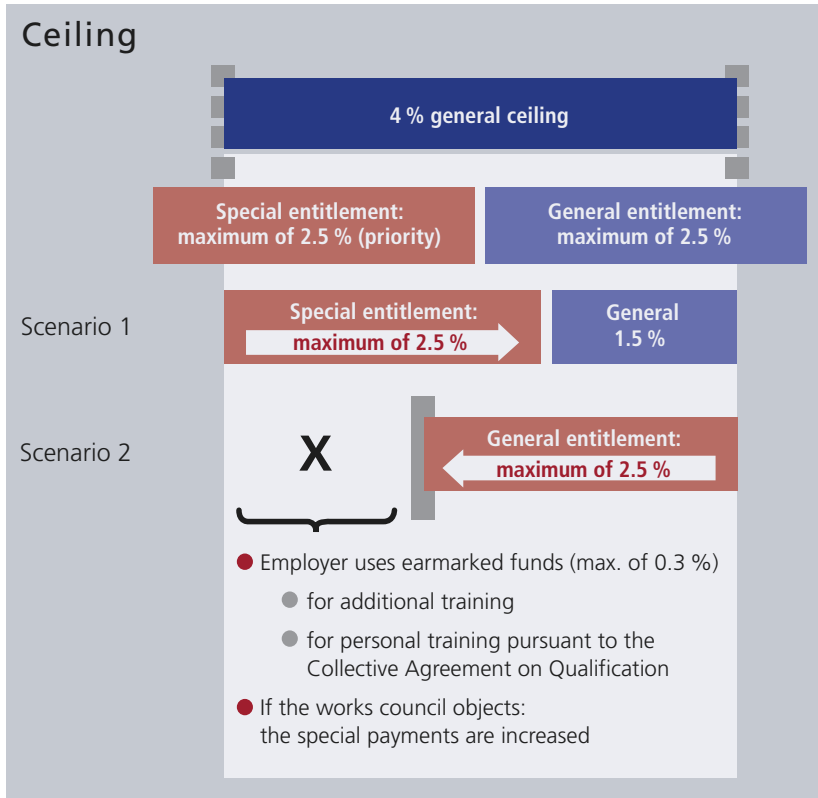 Ceiling
4 % general ceiling
Special entitlement:
maximum of 2.5 % (priority)
General entitlement:
maximum of 2.5 %
Scenario 1
Special entitlement:
maximum of 2.5 %
General
1.5 %
Scenario 2
X
General entitlement:
maximum of 2.5 %
Employer uses earmarked funds (max. of 0.3 %)
for additional training
for personal training pursuant to the
Collective Agreement on Qualification
If the works council objects:
the special payments are increased